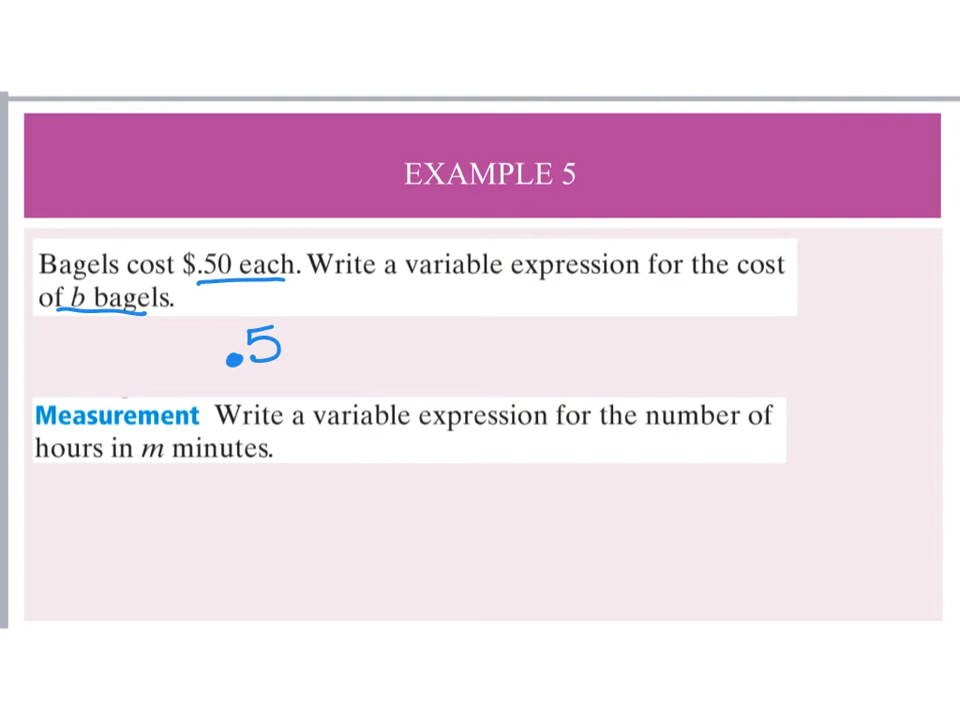 EXAMPLE 5
Bagels cost $.50 each. Write a variable expression for the cost
of b bagels.
.5
Measurement Write a variable expression for the number of
hours in m minutes.